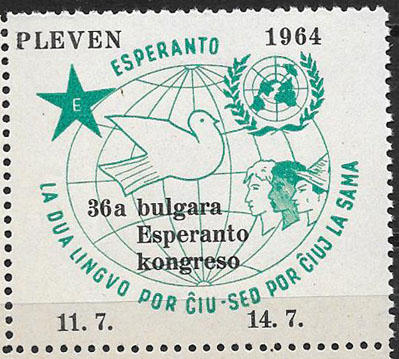 PLEVEN 1964
ESPERANTO
E
36a bulgara
Esperanto
kongreso
LA DUA LINGVO POR ĈIU - SED POR ĈIUJ LA SAMA
11. 7. 14. 7.